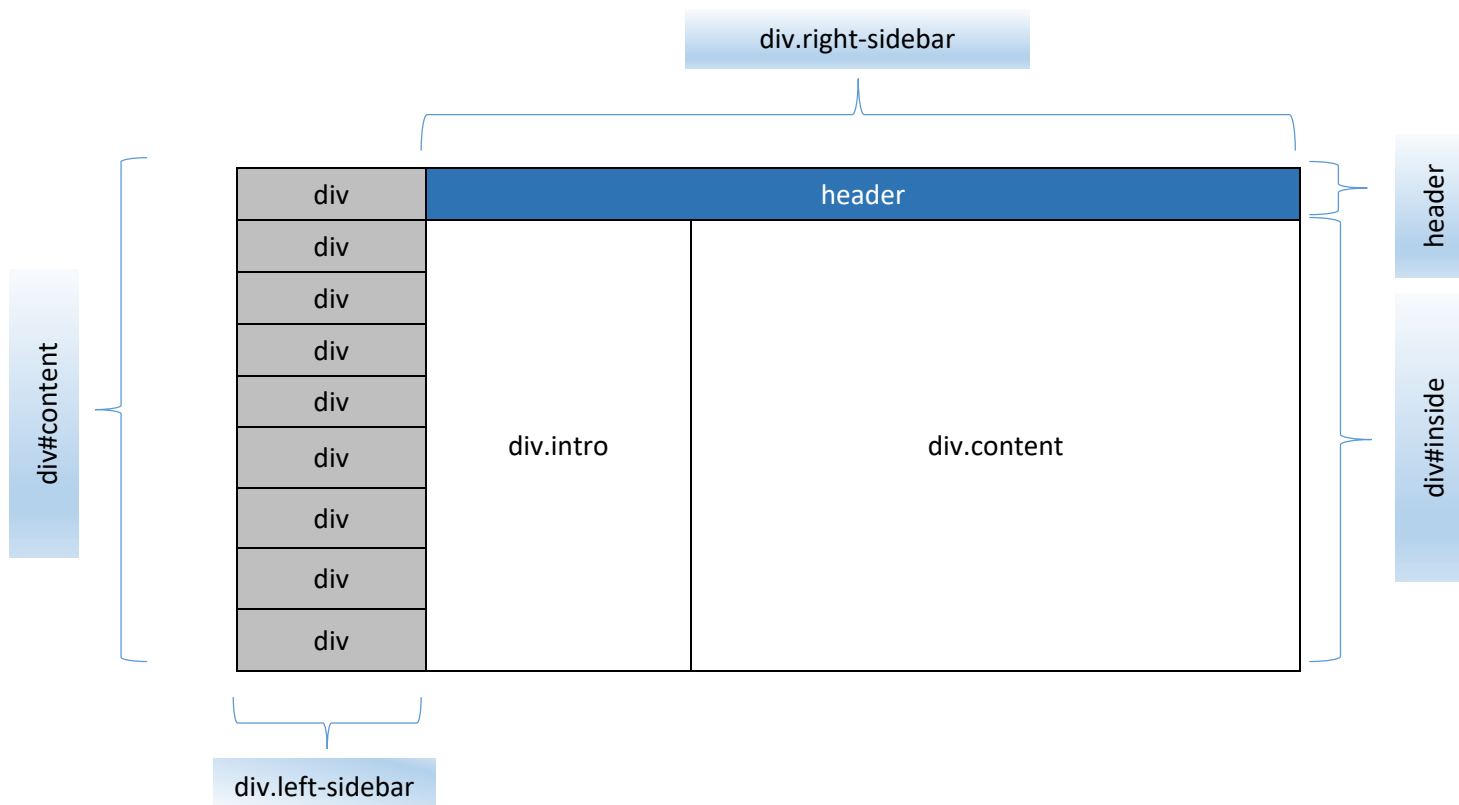 div.right-sidebar
header
div
header
div
div
div
div
div
div
div
div
div.intro
div.content
div#content
div#inside
div.left-sidebar